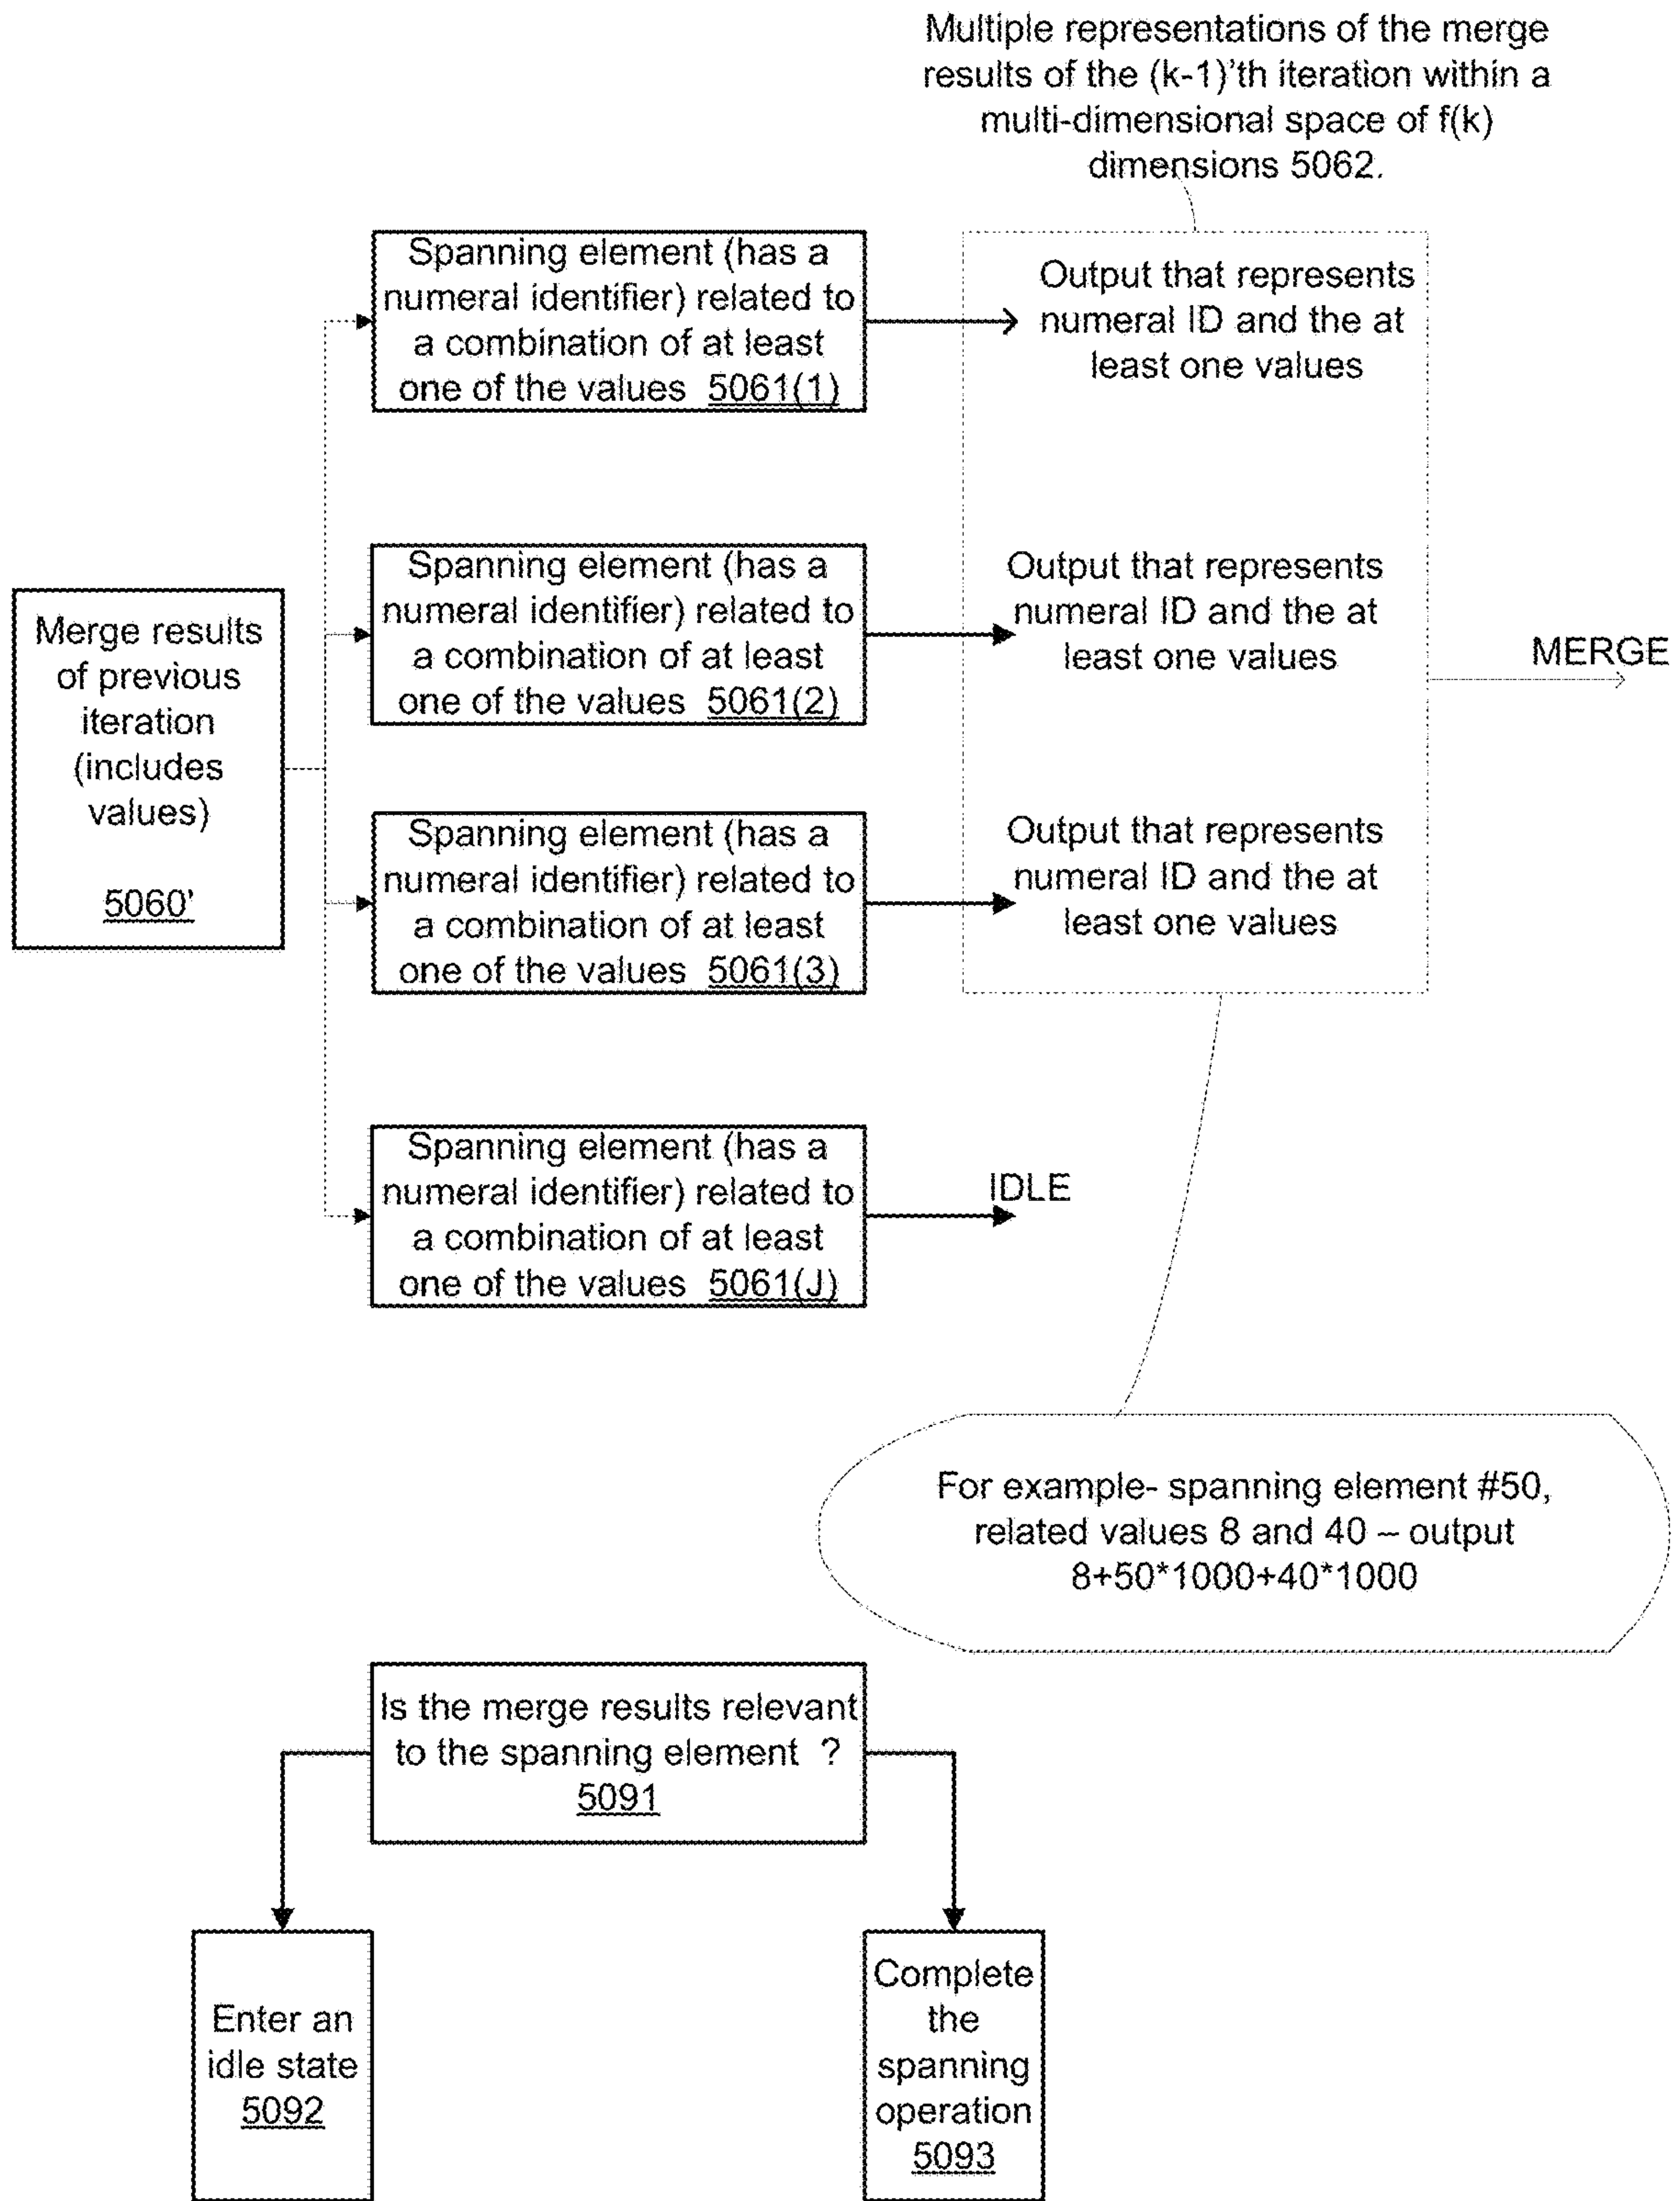 Multiple representations of the merge
results of the (k-1)'th iteration within a
multi-dimensional space of f(k)
dimensions 5062.
Spanning element (has a
numeral identifier) related to
a combination of at least
one of the values 5061(1)
Output that represents
numeral ID and the at
least one values
Spanning element (has a
numeral identifier) related to
a combination of at least
one of the values 5061(2)
Output that represents
numeral ID and the at
least one values
Merge results
of previous
iteration
(includes
values)
5060'
MERGE
Spanning element (has a
numeral identifier) related to
a combination of at least
one of the values 5061(3)
Output that represents
numeral ID and the at
least one values
Spanning element (has a
numeral identifier) related to
a combination of at least
one of the values 5061(J)
IDLE
For example- spanning element #50,
related values 8 and 40 – output
8+50*1000+40*1000
Is the merge results relevant
to the spanning element ?
5091
Enter an
idle state
5092
Complete
the
spanning
operation
5093